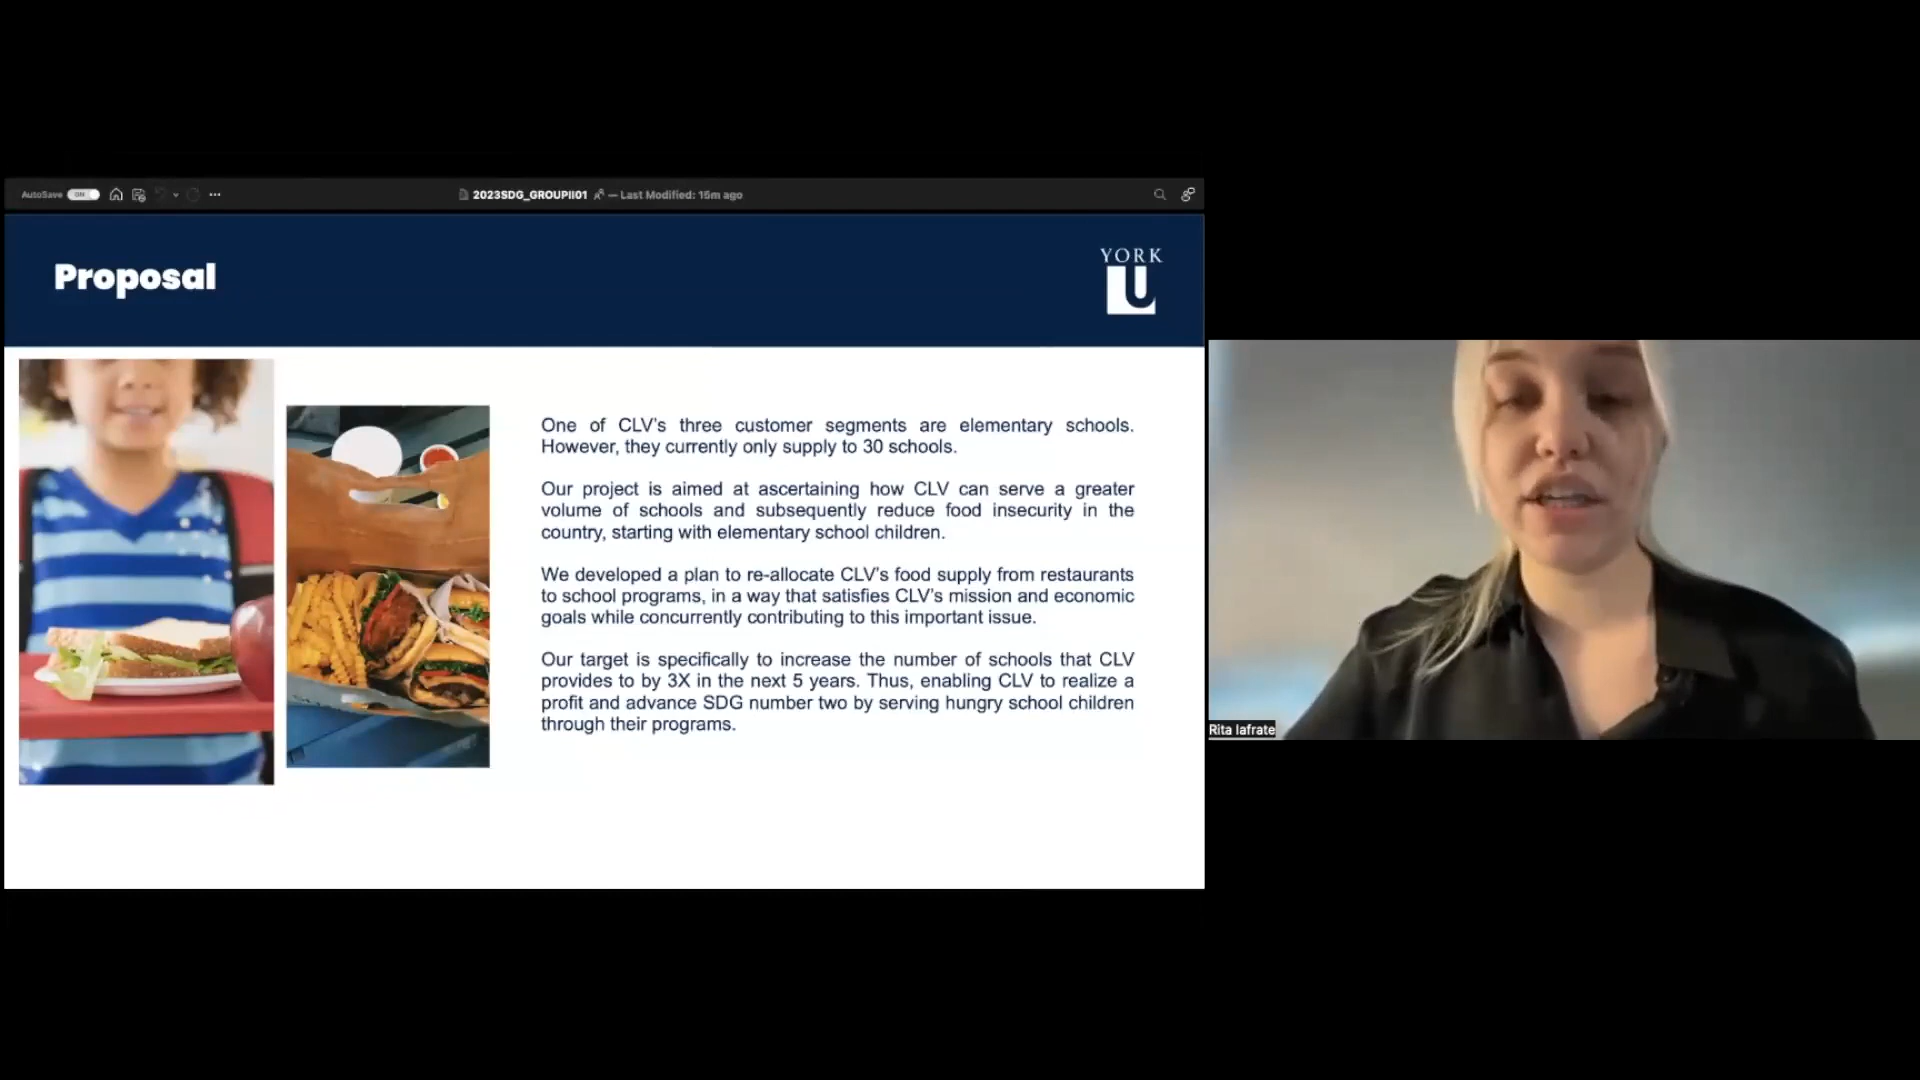 AutoSave ON 2023SDG_GROUPII01 — Last Modified: 15m ago
Proposal
YORK
U
One of CLV's three customer segments are elementary schools.
However, they currently only supply to 30 schools.
Our project is aimed at ascertaining how CLV can serve a greater
volume of schools and subsequently reduce food insecurity in the
country, starting with elementary school children.
We developed a plan to re-allocate CLV's food supply from restaurants
to school programs, in a way that satisfies CLV's mission and economic
goals while concurrently contributing to this important issue.
Our target is specifically to increase the number of schools that CLV
provides to by 3X in the next 5 years. Thus, enabling CLV to realize a
profit and advance SDG number two by serving hungry school children
through their programs.
Rita Iafrate